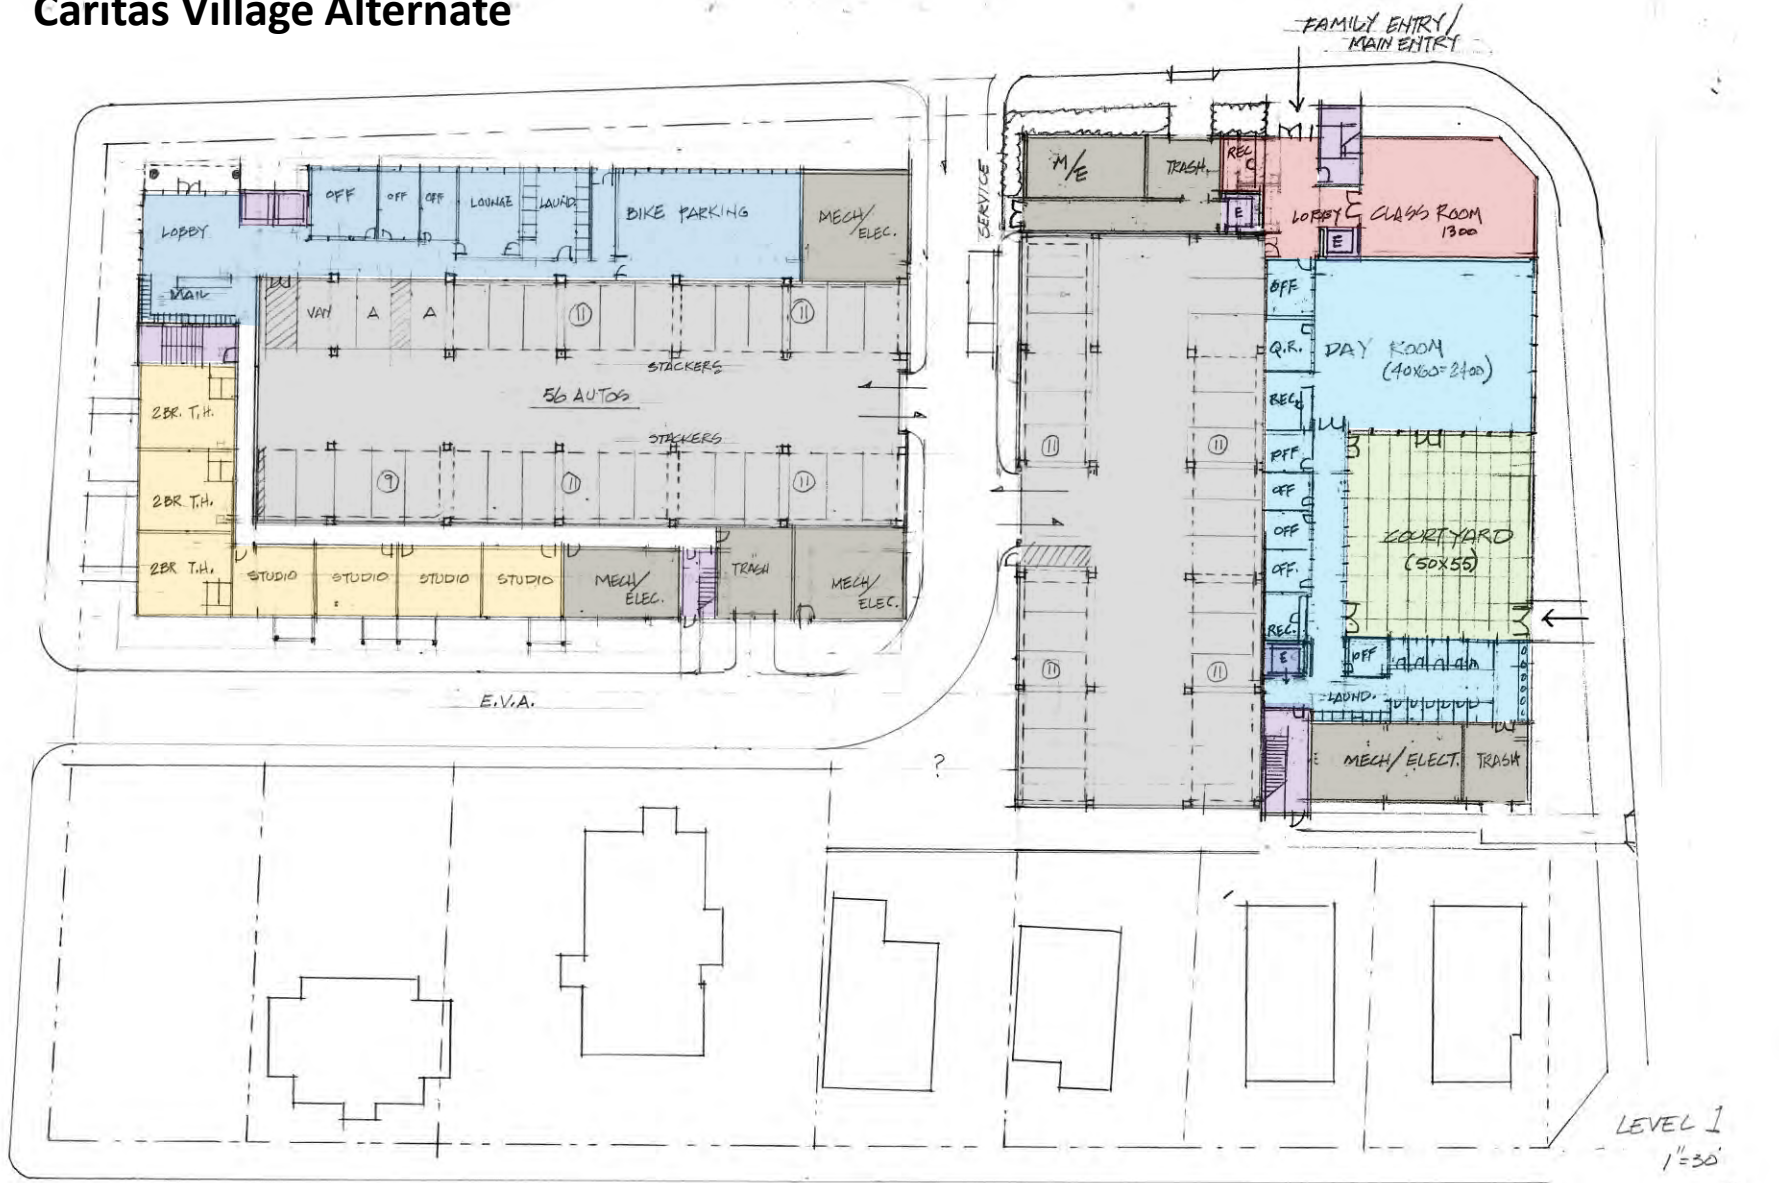 Caritas Village Alternate
FAMILY ENTRY/
MAIN ENTRY
SERVICE
OFF
OFF
OFF
LOUNGE
LAUND.
BIKE PARKING
MECH/
ELEC.
LOBBY
MAIL
VAN
A
A
11
11
STACKERS
56 AUTOS
STACKERS
9
11
11
2BR. T.H.
2BR T.H.
2BR T.H.
STUDIO
STUDIO
STUDIO
STUDIO
MECH/
ELEC.
TRASH
MECH/
ELEC.
E.V.A.
?
M/E
TRASH.
REC
E
LOBBY
CLASS ROOM
1300
E
OFF
Q.R.
DAY ROOM
(40X60=2400)
REC.
OFF
OFF
OFF
OFF.
REC.
COURTYARD
(50X55)
11
11
11
11
E
OFF
LAUND.
MECH/ELECT.
TRASH
LEVEL 1
1"=30'